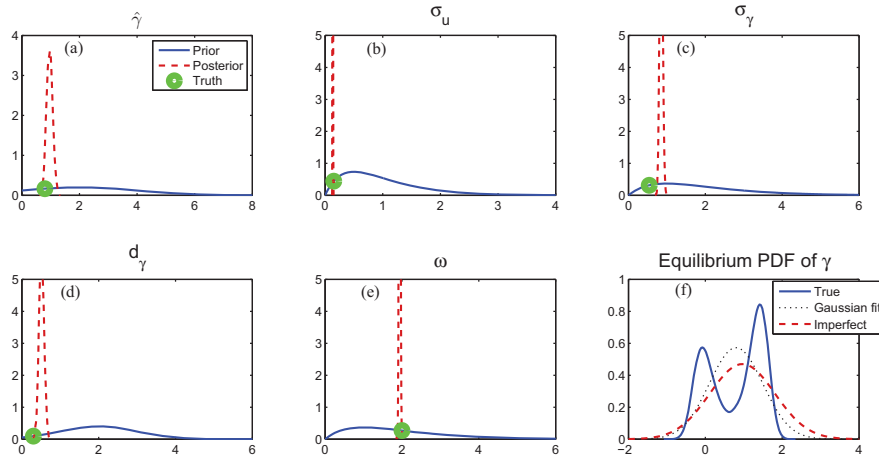 γ̂
σ_u
σ_γ
(a)
Prior
Posterior
Truth
(b)
(c)
4
3
2
1
0
0 2 4 6 8
5
4
3
2
1
0
0 1 2 3 4
5
4
3
2
1
0
0 2 4 6
d_γ
ω
Equilibrium PDF of γ
(d)
(e)
(f)
True
Gaussian fit
Imperfect
5
4
3
2
1
0
0 2 4 6
5
4
3
2
1
0
0 2 4 6
1
0.8
0.6
0.4
0.2
0
−2 0 2 4